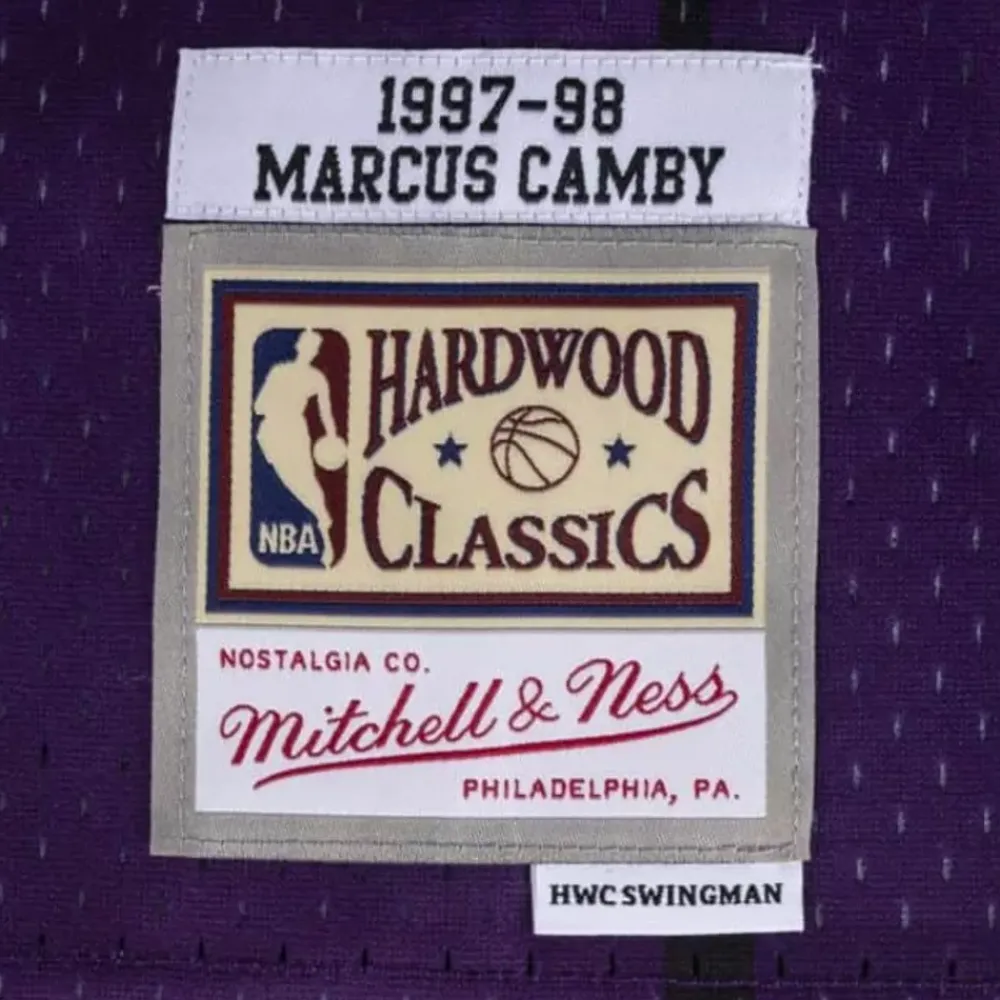 1997-98
MARCUS CAMBY
HARDWOOD
CLASSICS
NBA
NOSTALGIA CO.
Mitchell & Ness
PHILADELPHIA, PA.
HWC SWINGMAN